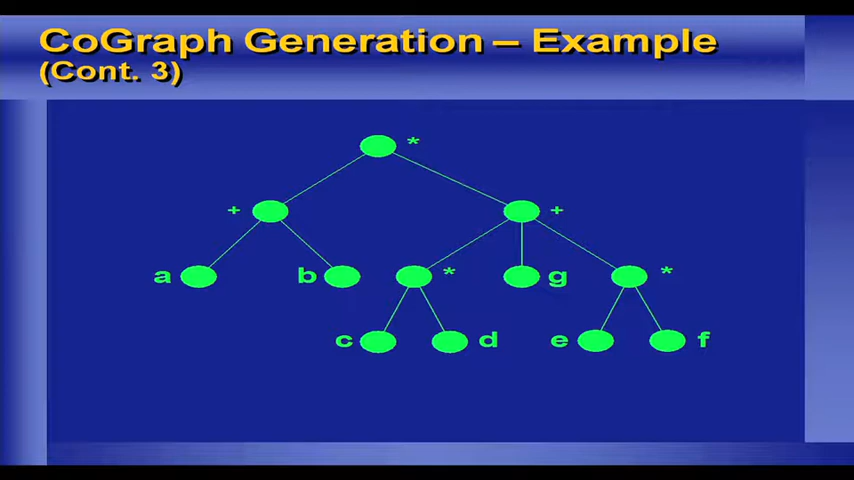 CoGraph Generation – Example
(Cont. 3)
*
+ +
a b * g *
c d e f